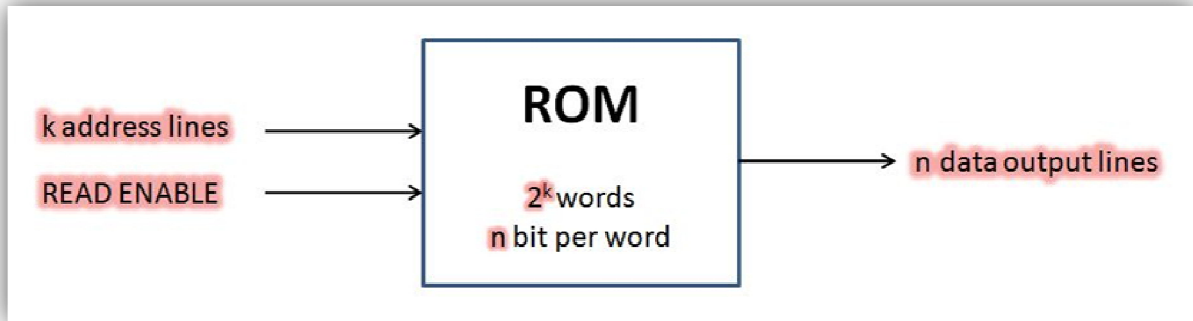 k address lines
READ ENABLE
ROM
2ᵏ words
n bit per word
n data output lines